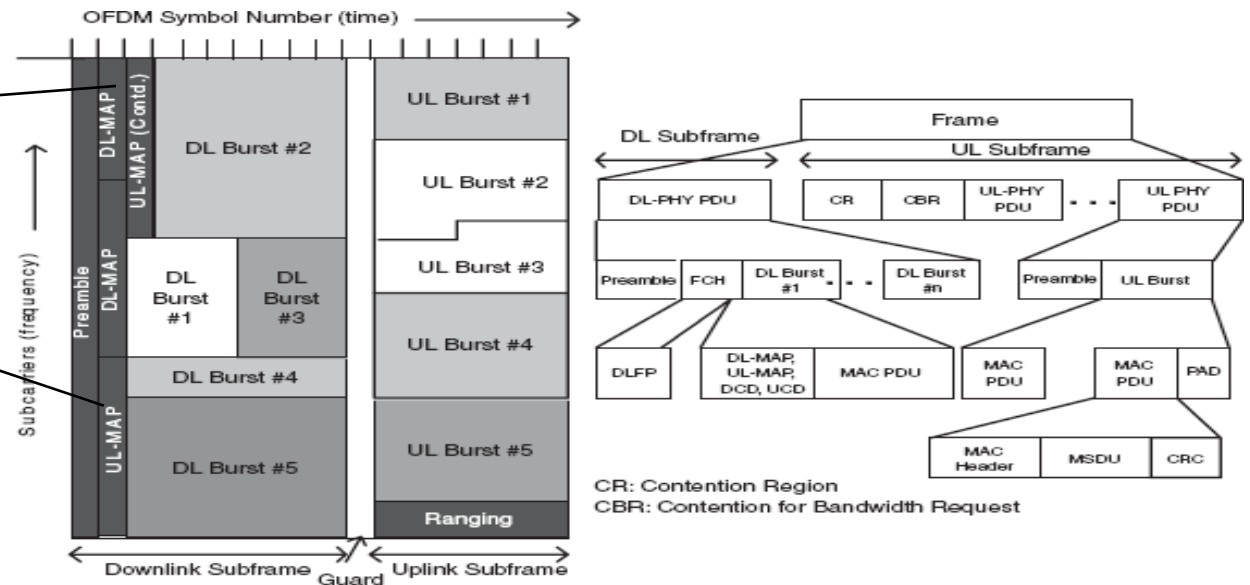 OFDM Symbol Number (time)
Subcarriers (frequency)
Preamble
DL-MAP
DL-MAP
UL-MAP
UL-MAP (Contd.)
DL Burst #2
DL
Burst
#1
DL
Burst
#3
DL Burst #4
DL Burst #5
UL Burst #1
UL Burst #2
UL Burst #3
UL Burst #4
UL Burst #5
Ranging
Downlink Subframe
Guard
Uplink Subframe
Frame
DL Subframe
UL Subframe
DL-PHY PDU
CR
CBR
UL-PHY
PDU
UL PHY
PDU
Preamble
FCH
DL Burst
#1
DL Burst
#n
Preamble
UL Burst
DLFP
DL-MAP,
UL-MAP,
DCD, UCD
MAC PDU
MAC
PDU
MAC
PDU
PAD
MAC
Header
MSDU
CRC
CR: Contention Region
CBR: Contention for Bandwidth Request